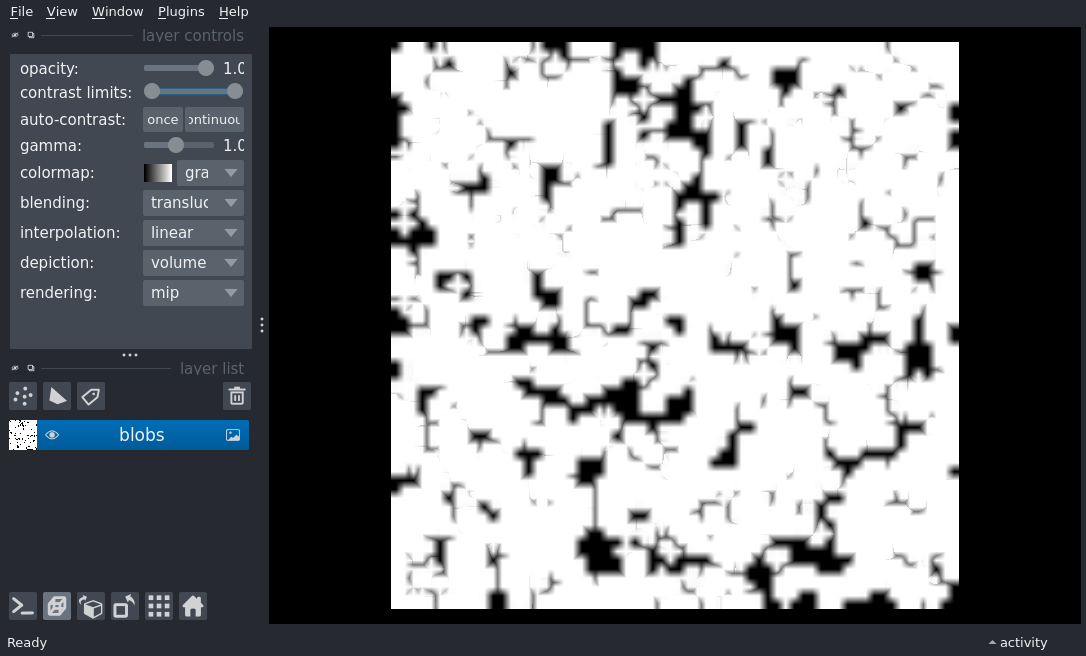 File View Window Plugins Help
layer controls
opacity: 1.0
contrast limits:
auto-contrast: once ontinuou
gamma: 1.0
colormap: gra
blending: transluc
interpolation: linear
depiction: volume
rendering: mip
layer list
blobs
Ready
activity